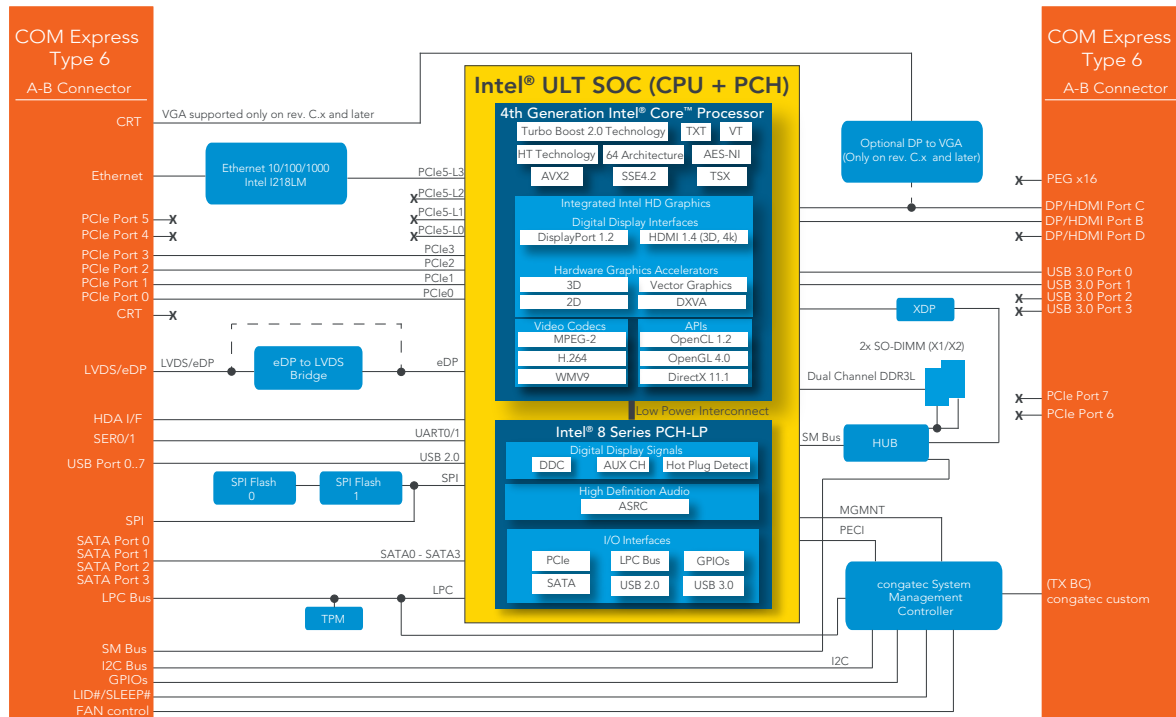 COM Express
Type 6
A-B Connector
CRT
Ethernet
PCIe Port 5
PCIe Port 4
PCIe Port 3
PCIe Port 2
PCIe Port 1
PCIe Port 0
CRT
LVDS/eDP
HDA I/F
SER0/1
USB Port 0..7
SPI
SATA Port 0
SATA Port 1
SATA Port 2
SATA Port 3
LPC Bus
SM Bus
I2C Bus
GPIOs
LID#/SLEEP#
FAN control
VGA supported only on rev. C.x and later
Ethernet 10/100/1000
Intel I218LM
PCIe5-L3
X PCIe5-L2
X
X PCIe5-L1
X
X PCIe5-L0
PCIe3
PCIe2
PCIe1
PCIe0
X
LVDS/eDP
eDP to LVDS
Bridge
eDP
UART0/1
USB 2.0
SPI Flash
0
SPI Flash
1
SPI
SATA0 - SATA3
LPC
TPM
Intel® ULT SOC (CPU + PCH)
4th Generation Intel® Core™ Processor
Turbo Boost 2.0 Technology
TXT
VT
HT Technology
64 Architecture
AES-NI
AVX2
SSE4.2
TSX
Integrated Intel HD Graphics
Digital Display Interfaces
DisplayPort 1.2
HDMI 1.4 (3D, 4k)
Hardware Graphics Accelerators
3D
Vector Graphics
2D
DXVA
Video Codecs
MPEG-2
H.264
WMV9
APIs
OpenCL 1.2
OpenGL 4.0
DirectX 11.1
Low Power Interconnect
Intel® 8 Series PCH-LP
Digital Display Signals
DDC
AUX CH
Hot Plug Detect
High Definition Audio
ASRC
I/O Interfaces
PCIe
LPC Bus
GPIOs
SATA
USB 2.0
USB 3.0
Optional DP to VGA
(Only on rev. C.x and later)
XDP
2x SO-DIMM (X1/X2)
Dual Channel DDR3L
SM Bus
HUB
MGMNT
PECI
congatec System
Management
Controller
I2C
COM Express
Type 6
A-B Connector
X PEG x16
DP/HDMI Port C
DP/HDMI Port B
X DP/HDMI Port D
USB 3.0 Port 0
USB 3.0 Port 1
X USB 3.0 Port 2
X USB 3.0 Port 3
X PCIe Port 7
X PCIe Port 6
(TX BC)
congatec custom